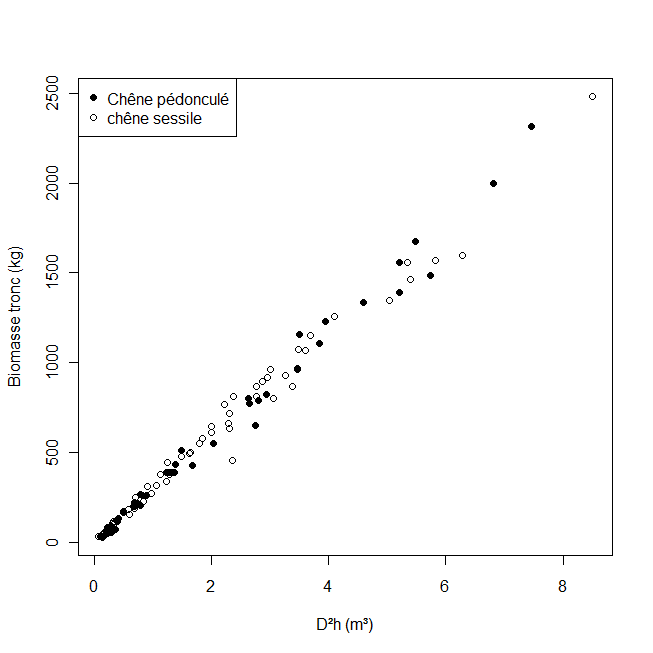 Chêne pédonculé
chêne sessile
Biomasse tronc (kg)
2500
2000
1500
1000
500
0
0 2 4 6 8
D²h (m³)